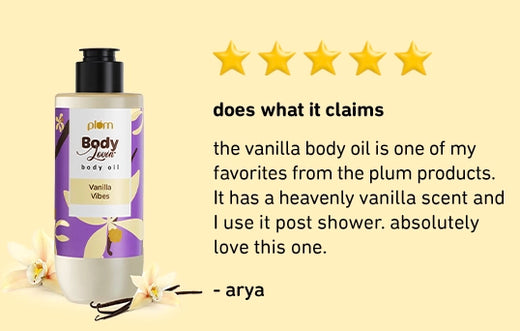 plum
Body
Lovin'
body oil
Vanilla
Vibes
does what it claims
the vanilla body oil is one of my
favorites from the plum products.
It has a heavenly vanilla scent and
I use it post shower. absolutely
love this one.
- arya